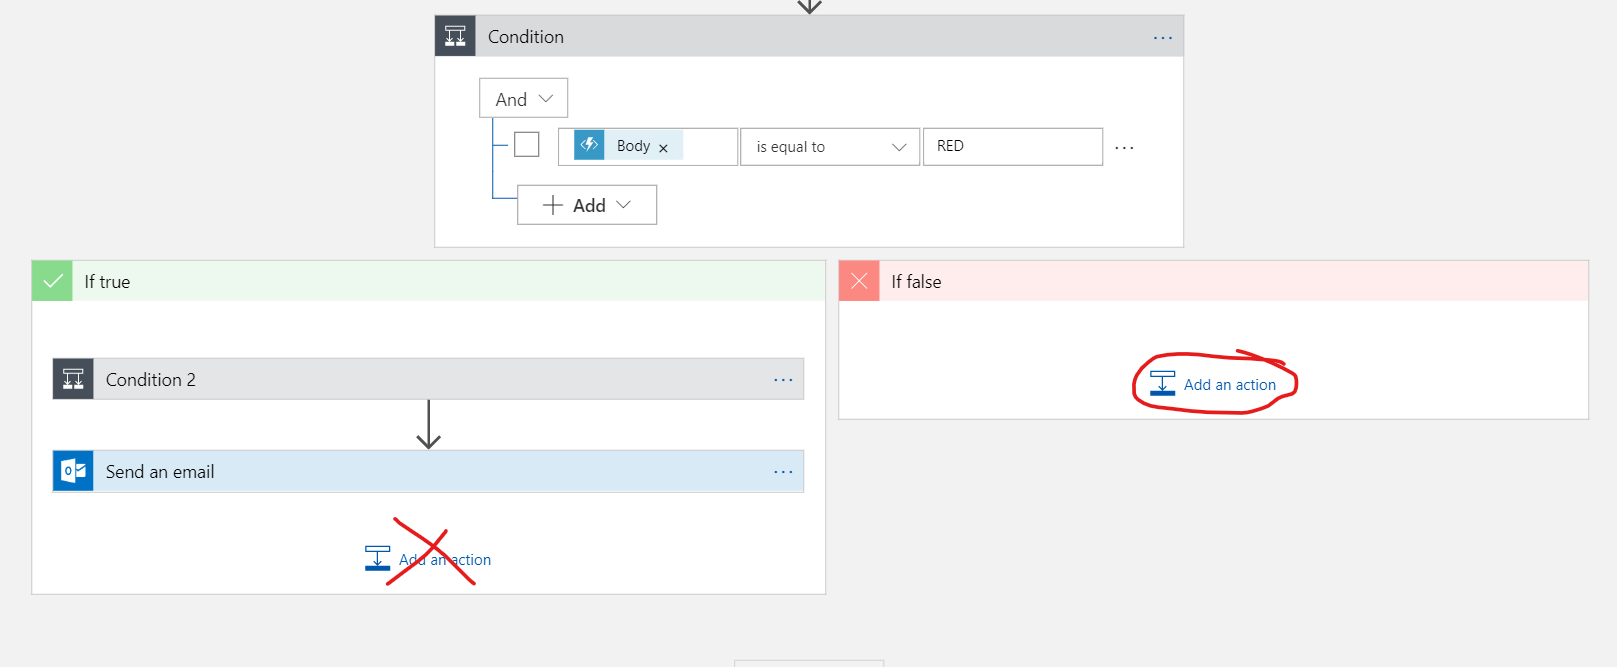 Condition
...
And
Body x
is equal to
RED
...
+ Add
If true
If false
Condition 2
...
Add an action
Send an email
...
Add an action